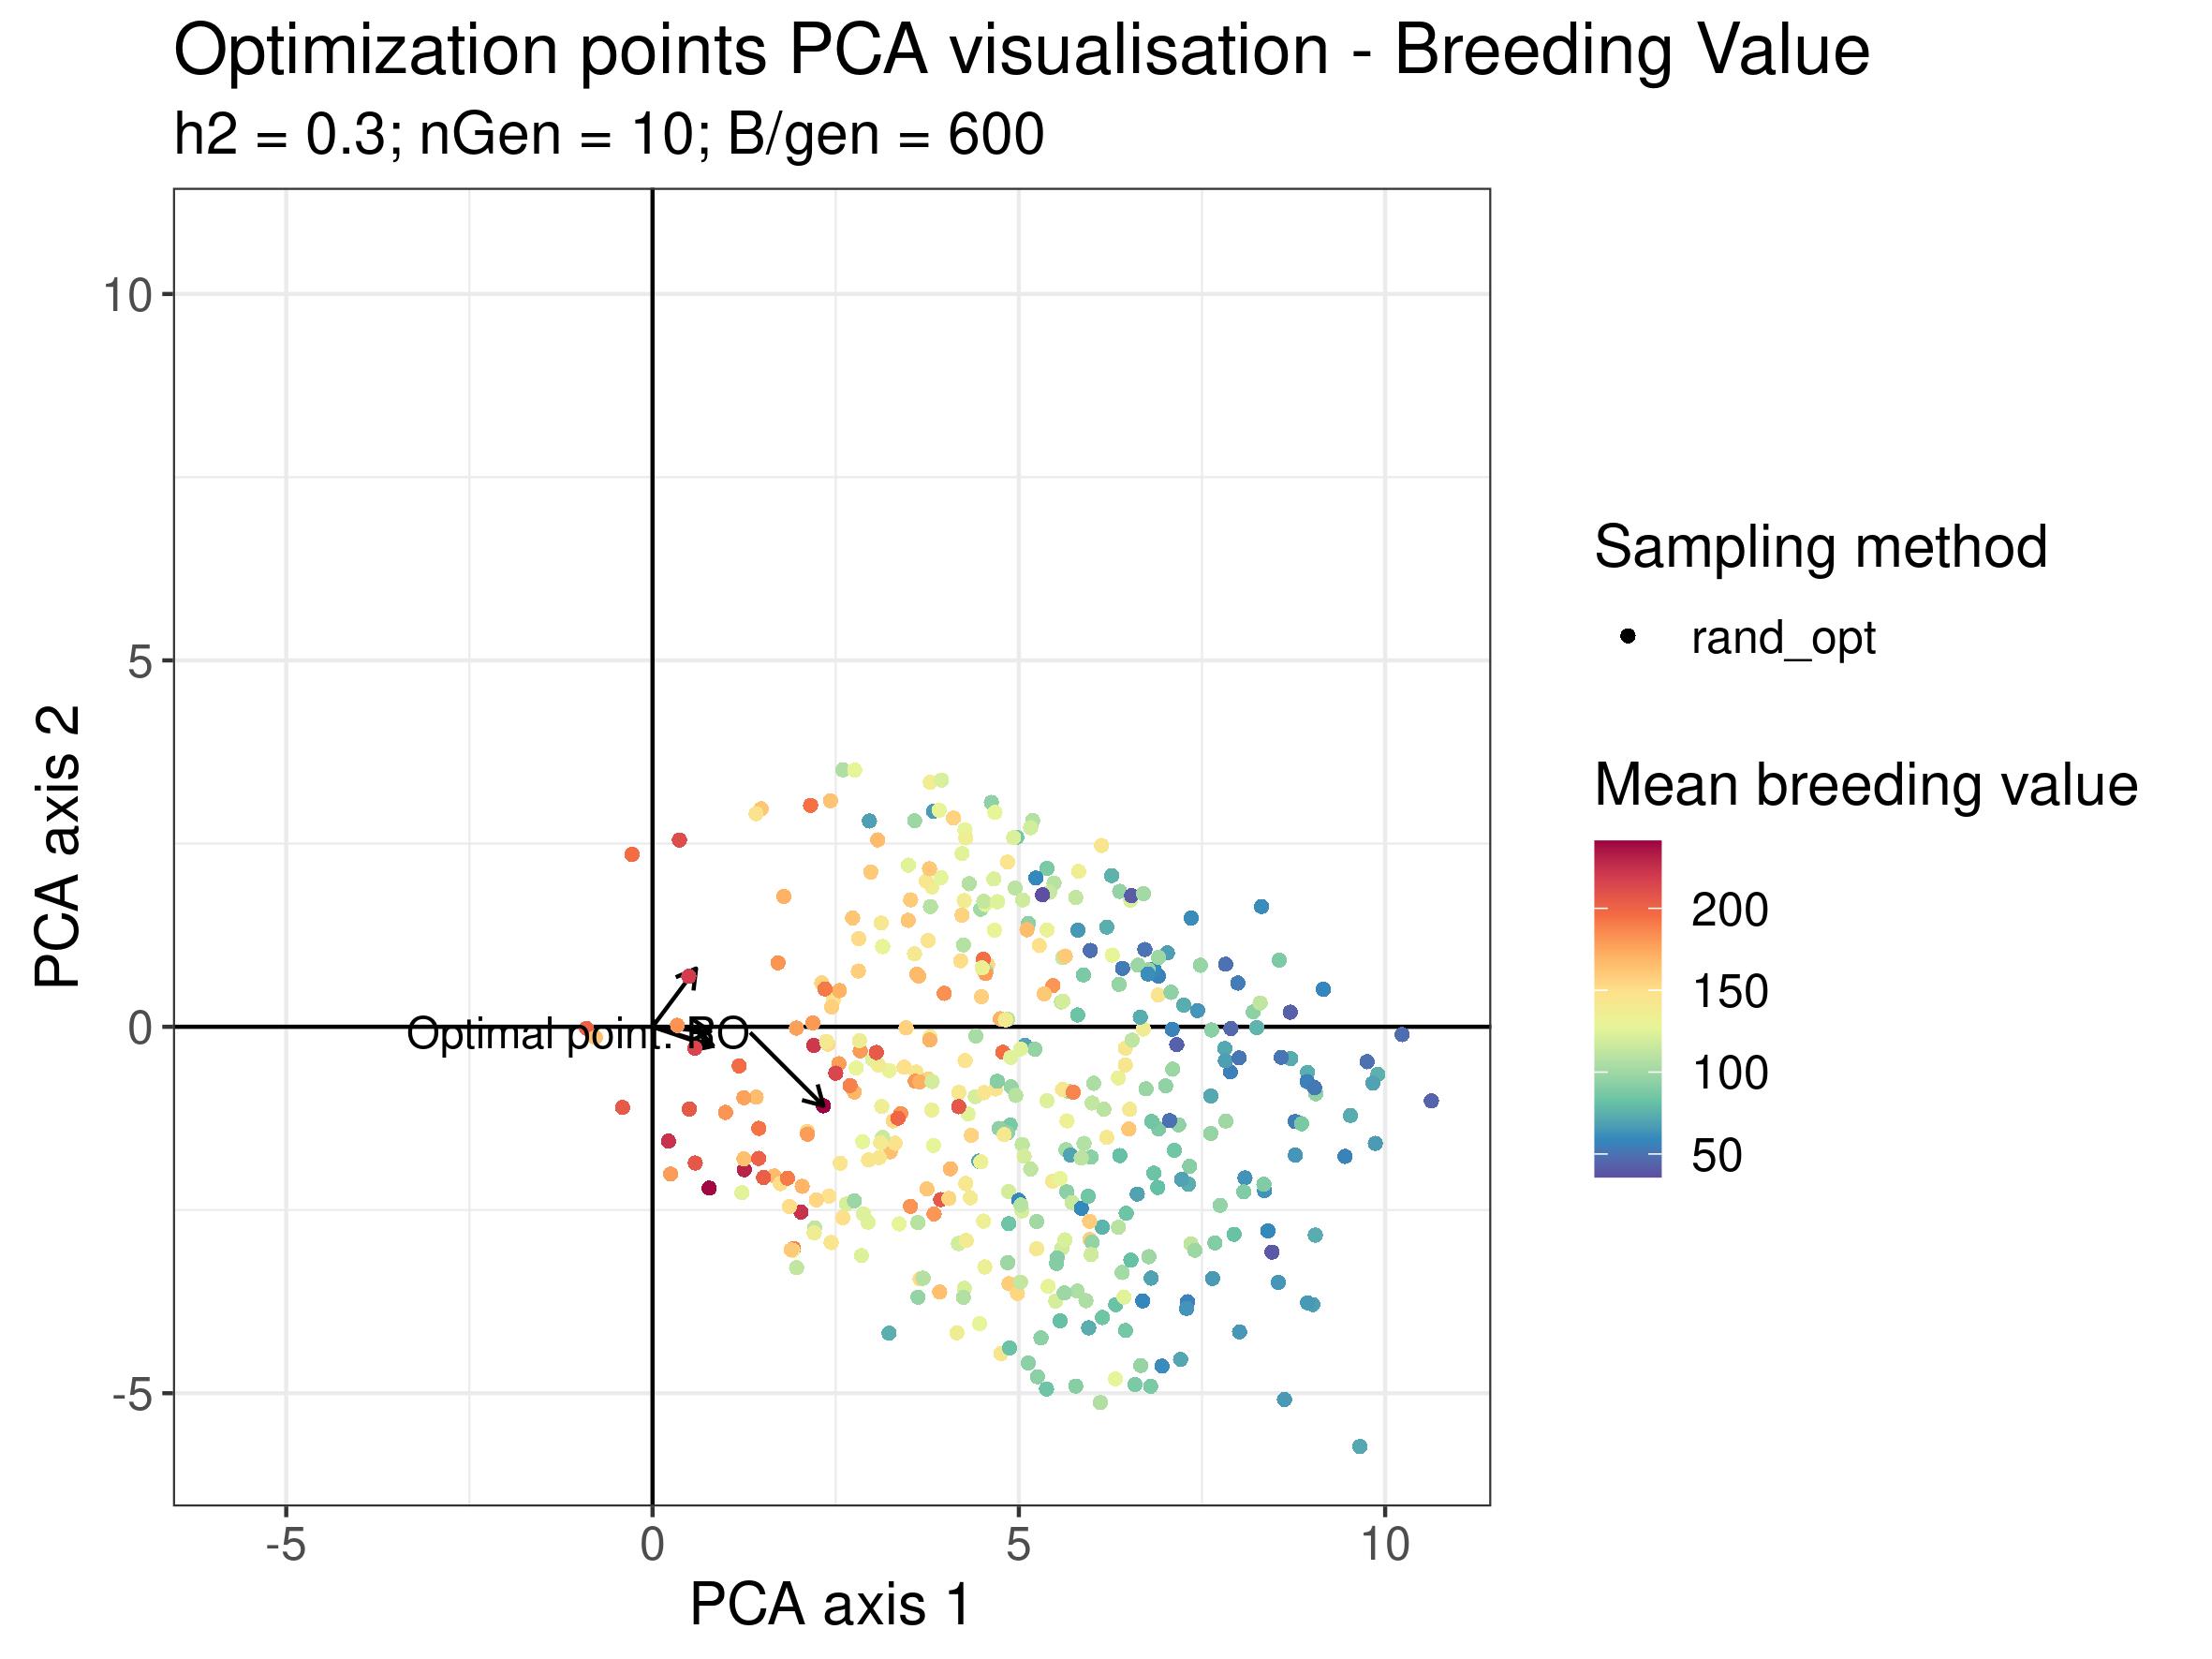 Optimization points PCA visualisation - Breeding Value
h2 = 0.3; nGen = 10; B/gen = 600
10
5
0
-5
PCA axis 2
Optimal point: RO
-5
0
5
10
PCA axis 1
Sampling method
rand_opt
Mean breeding value
200
150
100
50